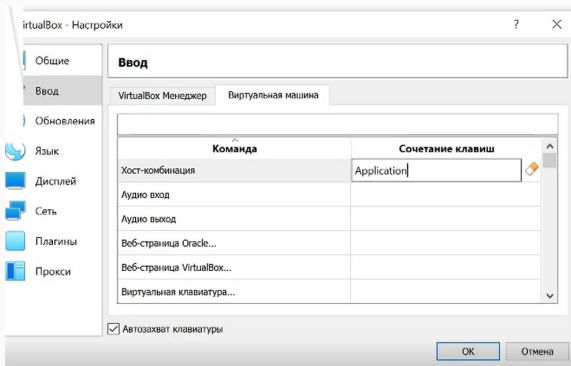 irtualBox - Настройки ?
Общие
Ввод
Обновления
Язык
Дисплей
Сеть
Плагины
Прокси
Ввод
VirtualBox Менеджер Виртуальная машина
Команда Сочетание клавиш
Хост-комбинация Application
Аудио вход
Аудио выход
Веб-страница Oracle...
Веб-страница VirtualBox...
Виртуальная клавиатура...
Автозахват клавиатуры
OK Отмена